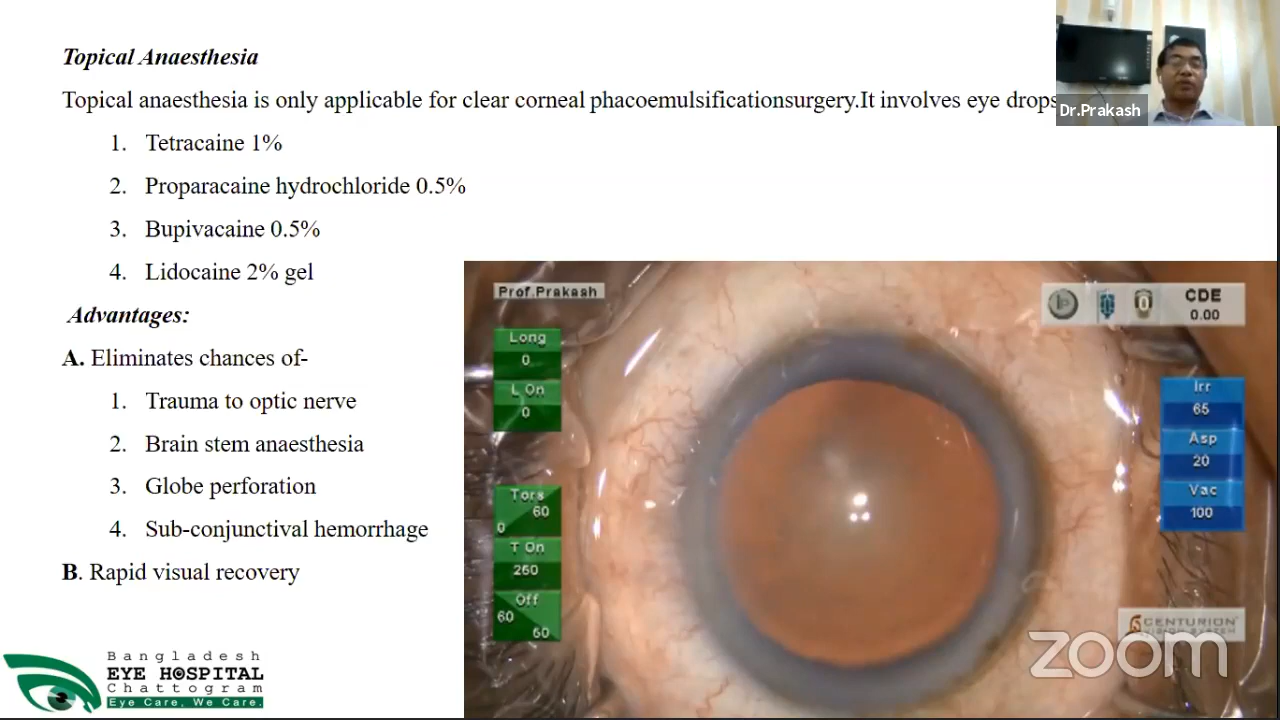 Topical Anaesthesia
Topical anaesthesia is only applicable for clear corneal phacoemulsificationsurgery.It involves eye drops
Dr.Prakash
1. Tetracaine 1%
2. Proparacaine hydrochloride 0.5%
3. Bupivacaine 0.5%
4. Lidocaine 2% gel
Advantages:
A. Eliminates chances of-
1. Trauma to optic nerve
2. Brain stem anaesthesia
3. Globe perforation
4. Sub-conjunctival hemorrhage
B. Rapid visual recovery
Prof.Prakash
Long
0
L On
0
Tors
60
0
T On
260
Off
60
60
CDE
0.00
Irr
65
Asp
20
Vac
100
CENTURION
VISION SYSTEM
zoom
Bangladesh
EYE HOSPITAL
Chattogram
Eye Care, We Care.